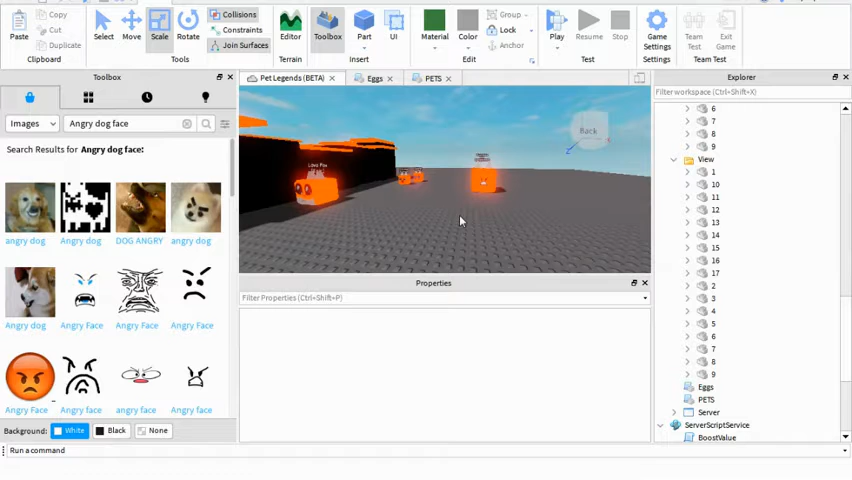 Copy
Cut
Paste
Duplicate
Clipboard
Select
Move
Scale
Rotate
Collisions
Constraints
Join Surfaces
Tools
Editor
Terrain
Toolbox
Part
UI
Insert
Material
Color
Group
Lock
Anchor
Edit
Play
Resume
Stop
Test
Game Settings
Settings
Team Test
Exit Game
Team Test
Toolbox
Pet Legends (BETA)
Eggs
PETS
Explorer
Filter workspace (Ctrl+Shift+X)
Images
Angry dog face
Search Results for Angry dog face:
angry dog
Angry dog
DOG ANGRY
angry dog
Angry dog
Angry Face
Angry Face
Angry Face
Angry Face
Angry face
angry face
Angry face
Background:
White
Black
None
Back
Properties
Filter Properties (Ctrl+Shift+P)
6
7
8
9
View
1
10
11
12
13
14
15
16
17
2
3
4
5
6
7
8
9
Eggs
PETS
Server
ServerScriptService
BoostValue
Run a command